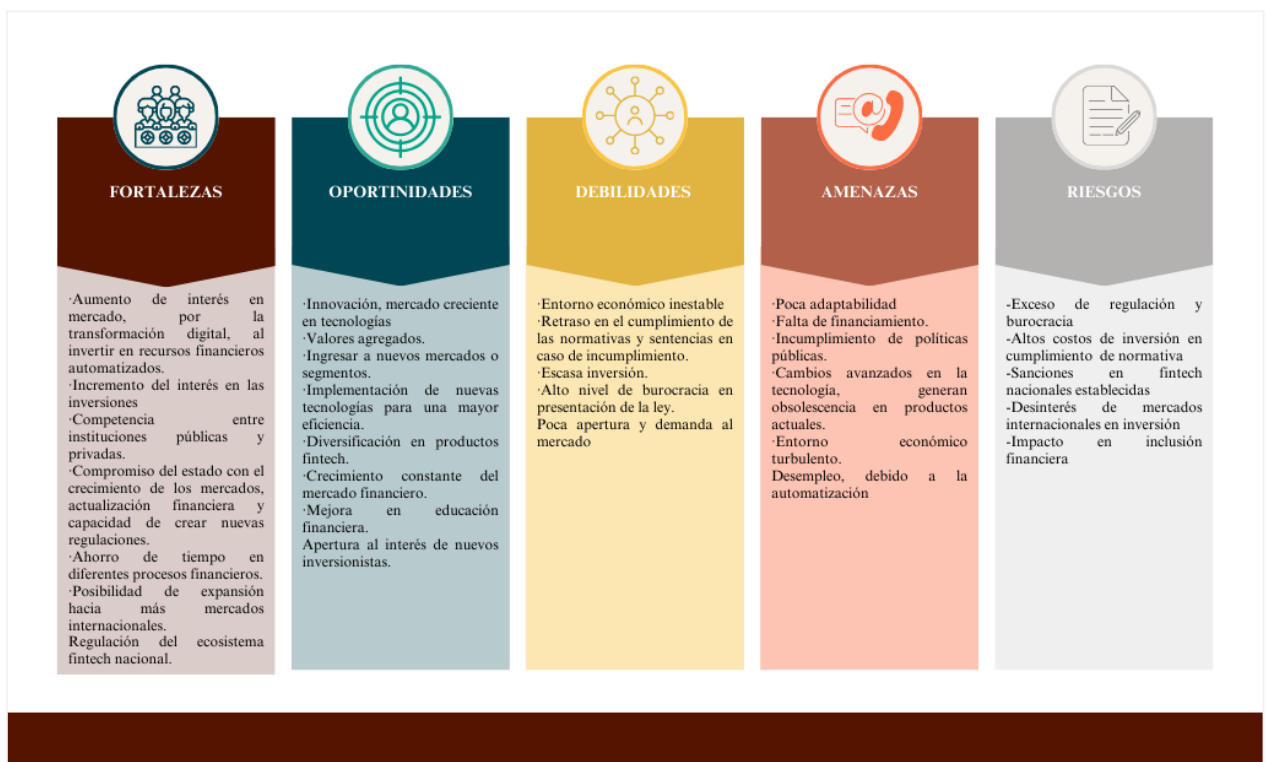 FORTALEZAS
·Aumento de interés en
mercado, por la
transformación digital, al
invertir en recursos financieros
automatizados.
·Incremento del interés en las
inversiones
·Competencia entre
instituciones públicas y
privadas.
·Compromiso del estado con el
crecimiento de los mercados,
actualización financiera y
capacidad de crear nuevas
regulaciones.
·Ahorro de tiempo en
diferentes procesos financieros.
·Posibilidad de expansión
hacia más mercados
internacionales.
Regulación del ecosistema
fintech nacional.
OPORTINIDADES
·Innovación, mercado creciente
en tecnologías
·Valores agregados.
·Ingresar a nuevos mercados o
segmentos.
·Implementación de nuevas
tecnologías para una mayor
eficiencia.
·Diversificación en productos
fintech.
·Crecimiento constante del
mercado financiero.
·Mejora en educación
financiera.
Apertura al interés de nuevos
inversionistas.
DEBILIDADES
·Entorno económico inestable
·Retraso en el cumplimiento de
las normativas y sentencias en
caso de incumplimiento.
·Escasa inversión.
·Alto nivel de burocracia en
presentación de la ley.
Poca apertura y demanda al
mercado
AMENAZAS
·Poca adaptabilidad
·Falta de financiamiento.
·Incumplimiento de políticas
públicas.
·Cambios avanzados en la
tecnología, generan
obsolescencia en productos
actuales.
·Entorno económico
turbulento.
Desempleo, debido a la
automatización
RIESGOS
-Exceso de regulación y
burocracia
-Altos costos de inversión en
cumplimiento de normativa
-Sanciones en fintech
nacionales establecidas
-Desinterés de mercados
internacionales en inversión
-Impacto en inclusión
financiera